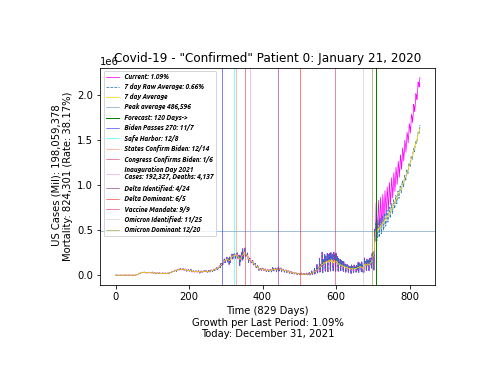 Covid-19 - "Confirmed" Patient 0: January 21, 2020
1e6
Current: 1.09%
7 day Raw Average: 0.66%
7 day Average
Peak average 486,596
Forecast: 120 Days->
Biden Passes 270: 11/7
Safe Harbor: 12/8
States Confirm Biden: 12/14
Congress Confirms Biden: 1/6
Inauguration Day 2021
Cases: 192,327, Deaths: 4,137
Delta Identified: 4/24
Delta Dominant: 6/5
Vaccine Mandate: 9/9
Omicron Identified: 11/25
Omicron Dominant 12/20
US Cases (Mil): 198,059,378
Mortality: 824,301 (Rate: 38.17%)
2.0
1.5
1.0
0.5
0.0
0 200 400 600 800
Time (829 Days)
Growth per Last Period: 1.09%
Today: December 31, 2021